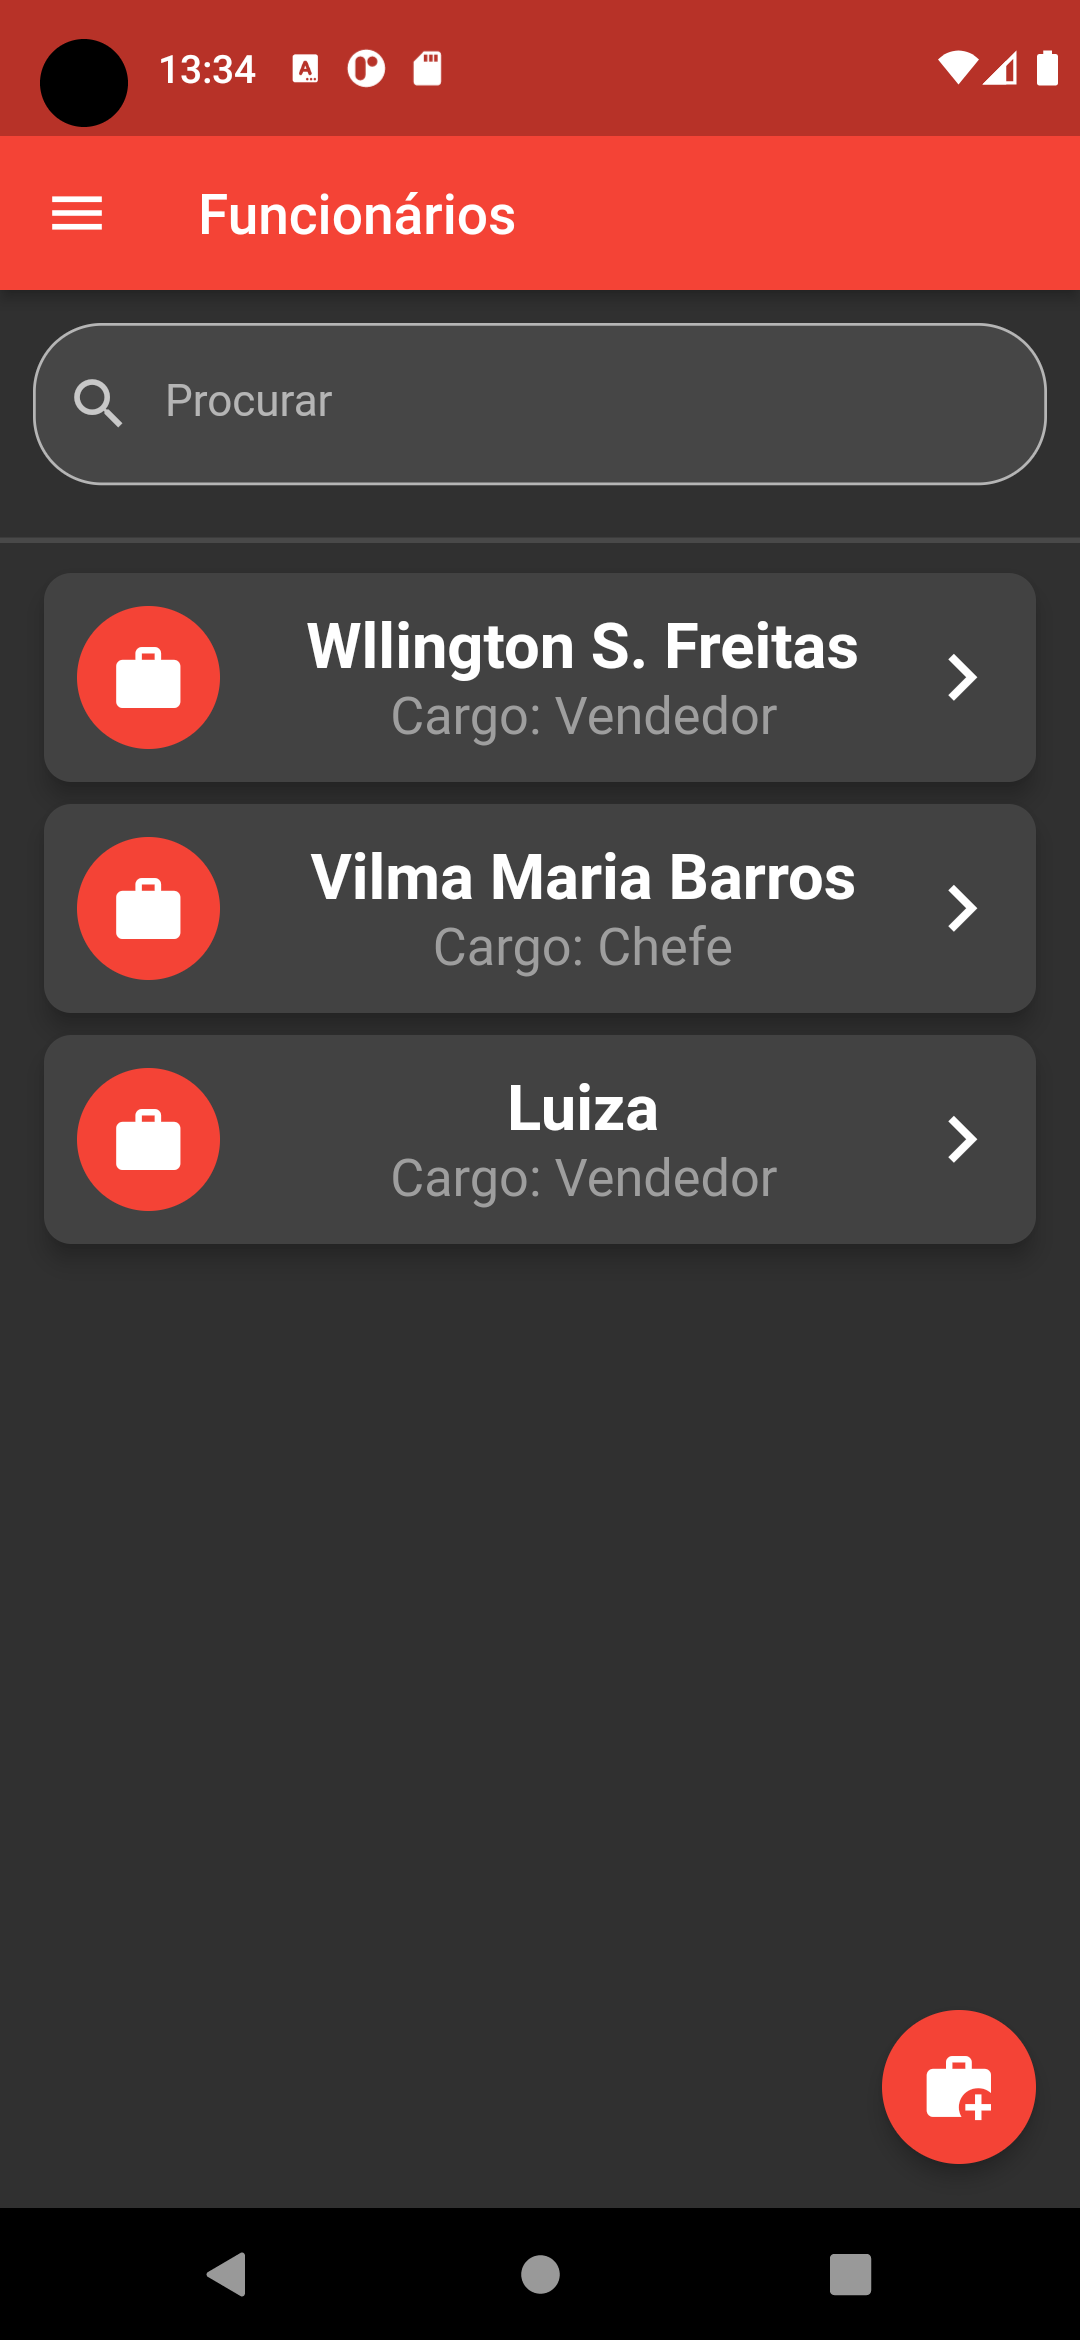 13:34
Funcionários
Procurar
Wllington S. Freitas
Cargo: Vendedor
Vilma Maria Barros
Cargo: Chefe
Luiza
Cargo: Vendedor